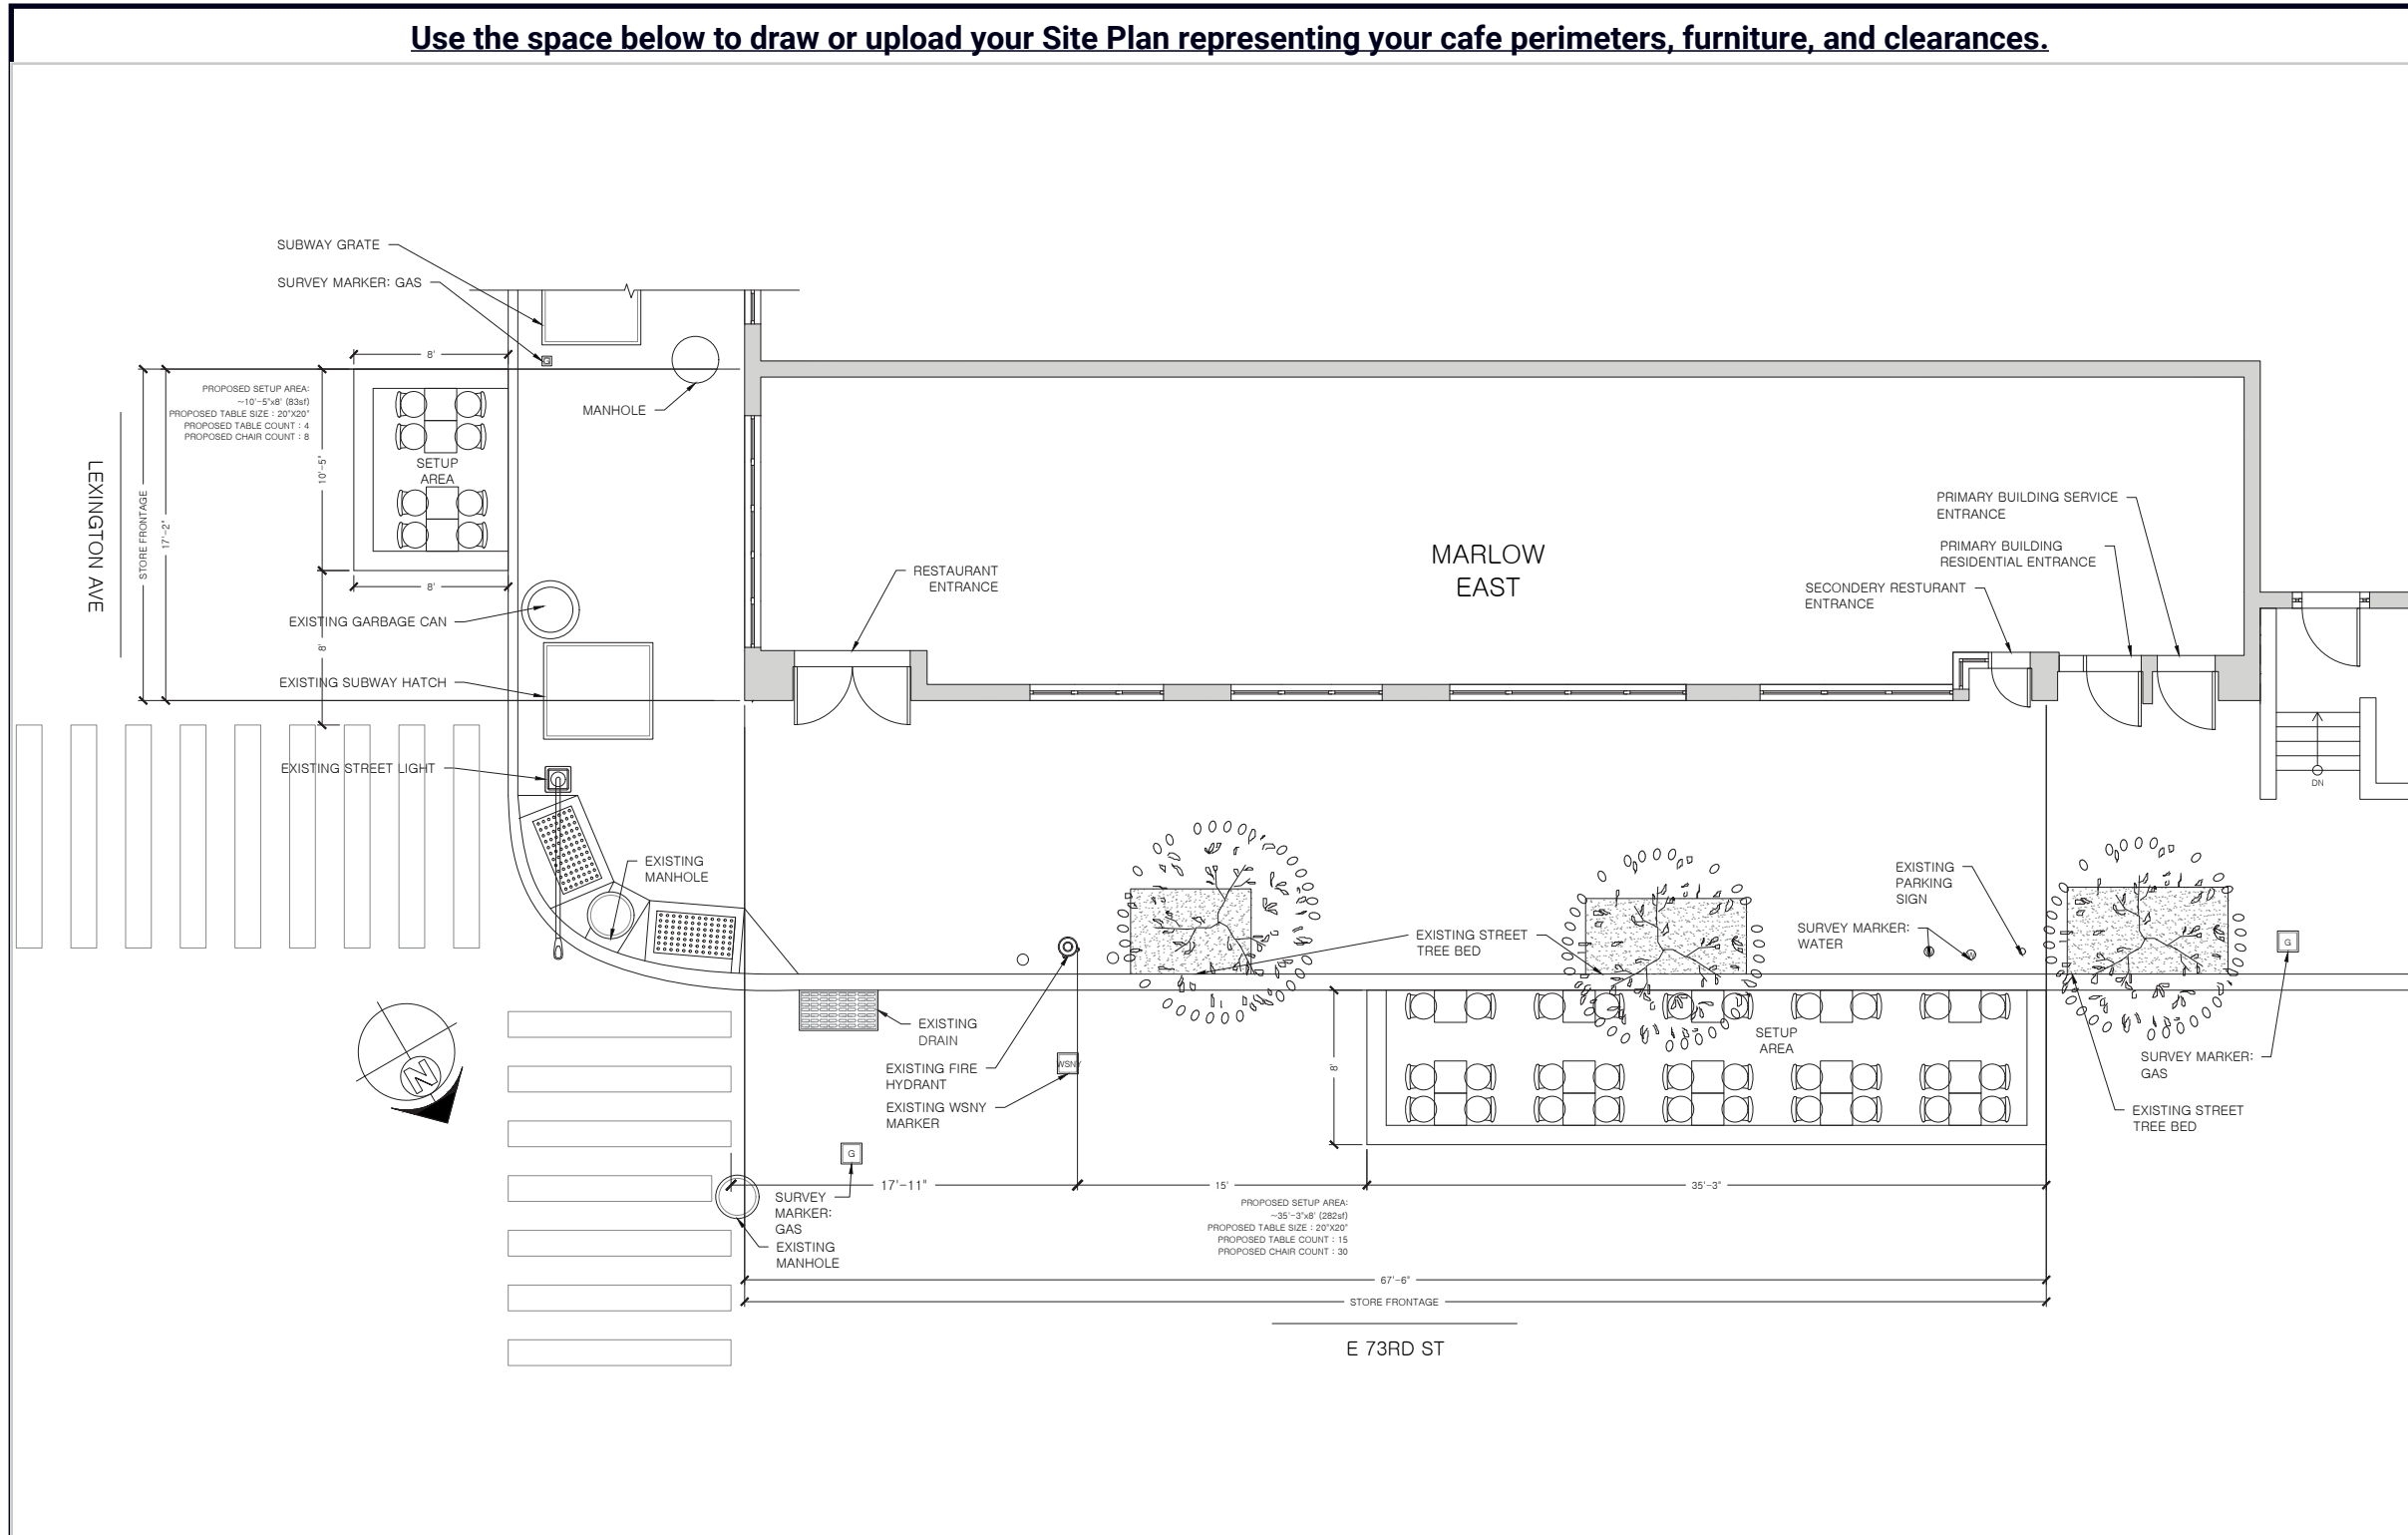 Use the space below to draw or upload your Site Plan representing your cafe perimeters, furniture, and clearances.
SUBWAY GRATE
SURVEY MARKER: GAS
G
8'
MANHOLE
PROPOSED SETUP AREA:
~10'-5"x8' (83sf)
PROPOSED TABLE SIZE : 20"X20"
PROPOSED TABLE COUNT : 4
PROPOSED CHAIR COUNT : 8
LEXINGTON AVE
STORE FRONTAGE
17'-2"
10'-5"
SETUP
AREA
8'
8'
EXISTING GARBAGE CAN
EXISTING SUBWAY HATCH
EXISTING STREET LIGHT
RESTAURANT
ENTRANCE
MARLOW
EAST
PRIMARY BUILDING SERVICE
ENTRANCE
PRIMARY BUILDING
RESIDENTIAL ENTRANCE
SECONDERY RESTURANT
ENTRANCE
DN
EXISTING
MANHOLE
EXISTING
PARKING
SIGN
SURVEY MARKER:
WATER
EXISTING STREET
TREE BED
G
N
EXISTING
DRAIN
EXISTING FIRE
HYDRANT
WSNY
EXISTING WSNY
MARKER
8'
SETUP
AREA
SURVEY MARKER:
GAS
EXISTING STREET
TREE BED
G
SURVEY
MARKER:
GAS
EXISTING
MANHOLE
17'-11"
15'
35'-3"
PROPOSED SETUP AREA:
~35'-3"x8' (282sf)
PROPOSED TABLE SIZE : 20"X20"
PROPOSED TABLE COUNT : 15
PROPOSED CHAIR COUNT : 30
67'-6"
STORE FRONTAGE
E 73RD ST